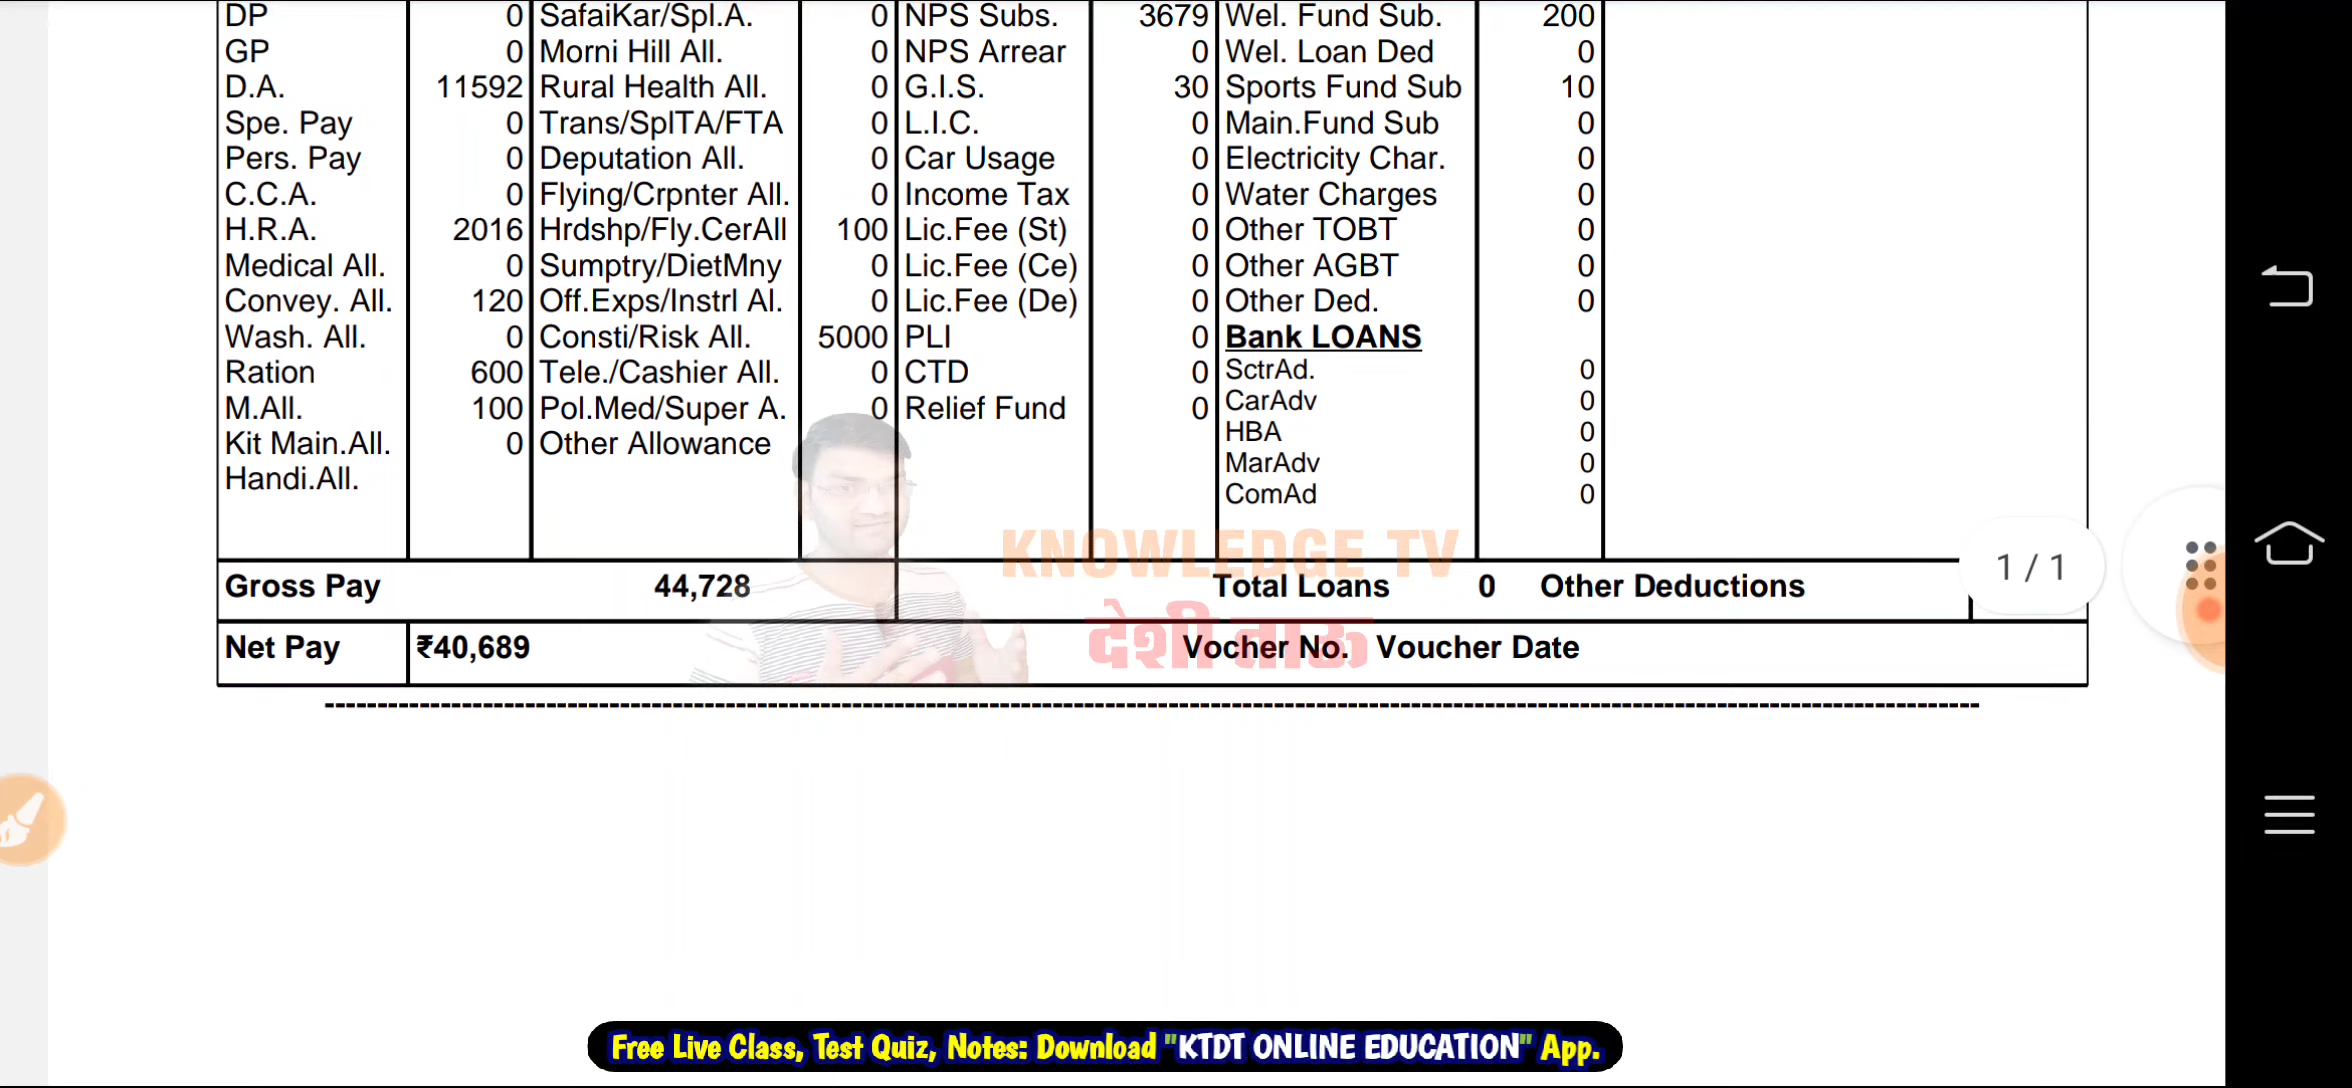 DP 0 SafaiKar/Spl.A. 0 NPS Subs. 3679 Wel. Fund Sub. 200
GP 0 Morni Hill All. 0 NPS Arrear 0 Wel. Loan Ded 0
D.A. 11592 Rural Health All. 0 G.I.S. 30 Sports Fund Sub 10
Spe. Pay 0 Trans/SplTA/FTA 0 L.I.C. 0 Main.Fund Sub 0
Pers. Pay 0 Deputation All. 0 Car Usage 0 Electricity Char. 0
C.C.A. 0 Flying/Crpnter All. 0 Income Tax 0 Water Charges 0
H.R.A. 2016 Hrdshp/Fly.CerAll 100 Lic.Fee (St) 0 Other TOBT 0
Medical All. 0 Sumptry/DietMny 0 Lic.Fee (Ce) 0 Other AGBT 0
Convey. All. 120 Off.Exps/Instrl Al. 0 Lic.Fee (De) 0 Other Ded. 0
Wash. All. 0 Consti/Risk All. 5000 PLI 0 Bank LOANS
Ration 600 Tele./Cashier All. 0 CTD 0 SctrAd. 0
M.All. 100 Pol.Med/Super A. 0 Relief Fund 0 CarAdv 0
Kit Main.All. 0 Other Allowance HBA 0
Handi.All. MarAdv 0
ComAd 0
KNOWLEDGE TV
Gross Pay 44,728 Total Loans 0 Other Deductions 1 / 1
देशी ताऊ
Net Pay ₹40,689 Vocher No. Voucher Date
Free Live Class, Test Quiz, Notes: Download "KTDT ONLINE EDUCATION" App.